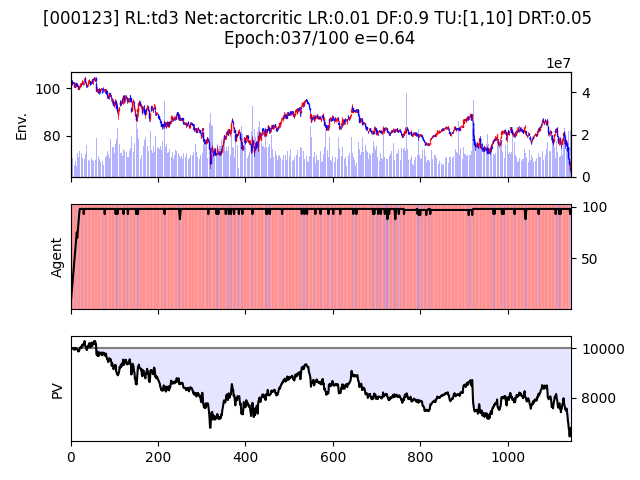 [000123] RL:td3 Net:actorcritic LR:0.01 DF:0.9 TU:[1,10] DRT:0.05
Epoch:037/100 e=0.64
1e7
Env.
100
80
4
2
0
Agent
100
50
PV
10000
8000
0 200 400 600 800 1000